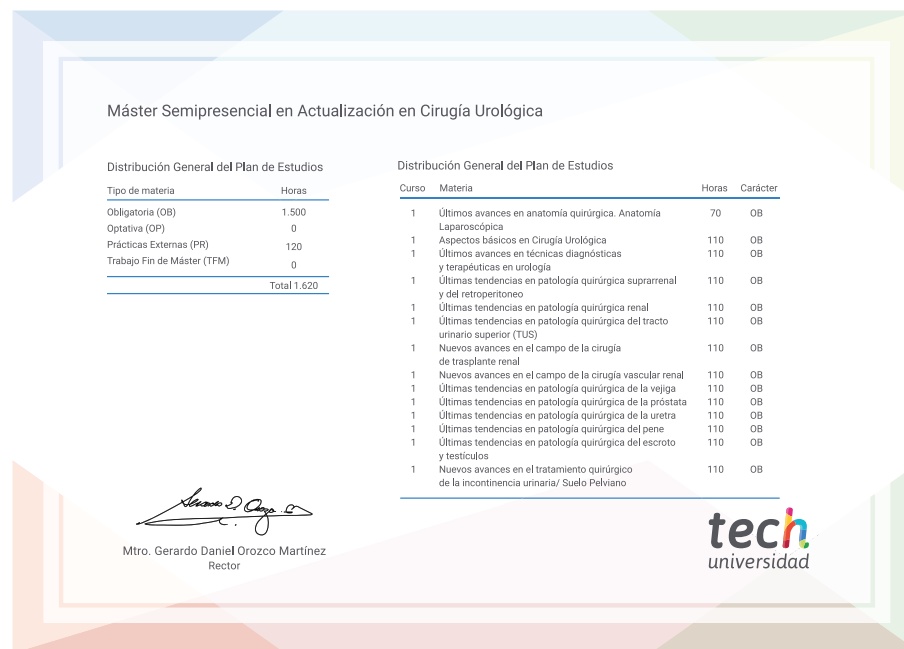 Máster Semipresencial en Actualización en Cirugía Urológica
Distribución General del Plan de Estudios
Tipo de materia Horas
Obligatoria (OB) 1.500
Optativa (OP) 0
Prácticas Externas (PR) 120
Trabajo Fin de Máster (TFM) 0
Total 1.620
Distribución General del Plan de Estudios
Curso Materia Horas Carácter
1 Últimos avances en anatomía quirúrgica. Anatomía 70 OB
Laparoscópica
1 Aspectos básicos en Cirugía Urológica 110 OB
1 Últimos avances en técnicas diagnósticas 110 OB
y terapéuticas en urología
1 Últimas tendencias en patología quirúrgica suprarrenal 110 OB
y del retroperitoneo
1 Últimas tendencias en patología quirúrgica renal 110 OB
1 Últimas tendencias en patología quirúrgica del tracto 110 OB
urinario superior (TUS)
1 Nuevos avances en el campo de la cirugía 110 OB
de trasplante renal
1 Nuevos avances en el campo de la cirugía vascular renal 110 OB
1 Últimas tendencias en patología quirúrgica de la vejiga 110 OB
1 Últimas tendencias en patología quirúrgica de la próstata 110 OB
1 Últimas tendencias en patología quirúrgica de la uretra 110 OB
1 Últimas tendencias en patología quirúrgica del pene 110 OB
1 Últimas tendencias en patología quirúrgica del escroto 110 OB
y testículos
1 Nuevos avances en el tratamiento quirúrgico 110 OB
de la incontinencia urinaria/ Suelo Pelviano
Mtro. Gerardo Daniel Orozco Martínez
Rector
tech
universidad